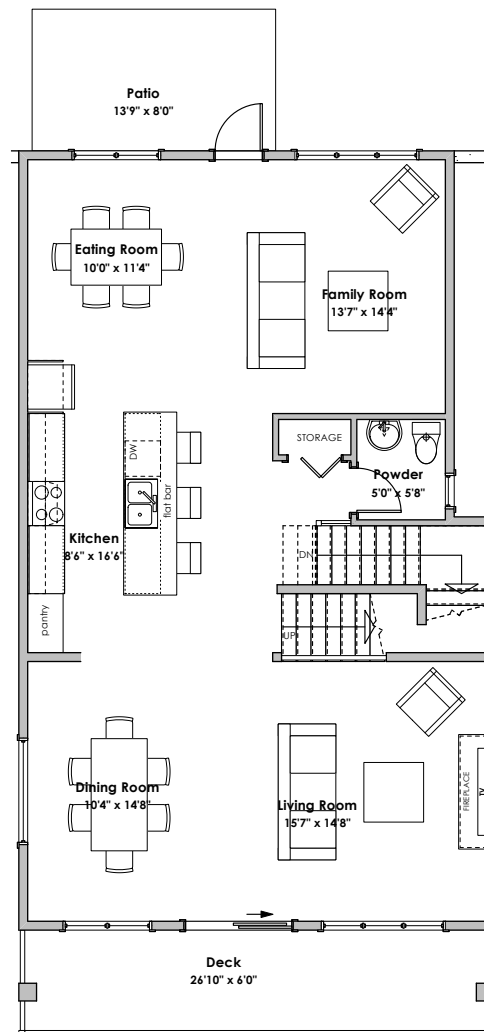 Patio
13'9" x 8'0"
Eating Room
10'0" x 11'4"
Family Room
13'7" x 14'4"
STORAGE
DW
Powder
5'0" x 5'8"
flat bar
Kitchen
8'6" x 16'6"
DN
pantry
UP
Dining Room
10'4" x 14'8"
Living Room
15'7" x 14'8"
FIREPLACE
TV
Deck
26'10" x 6'0"